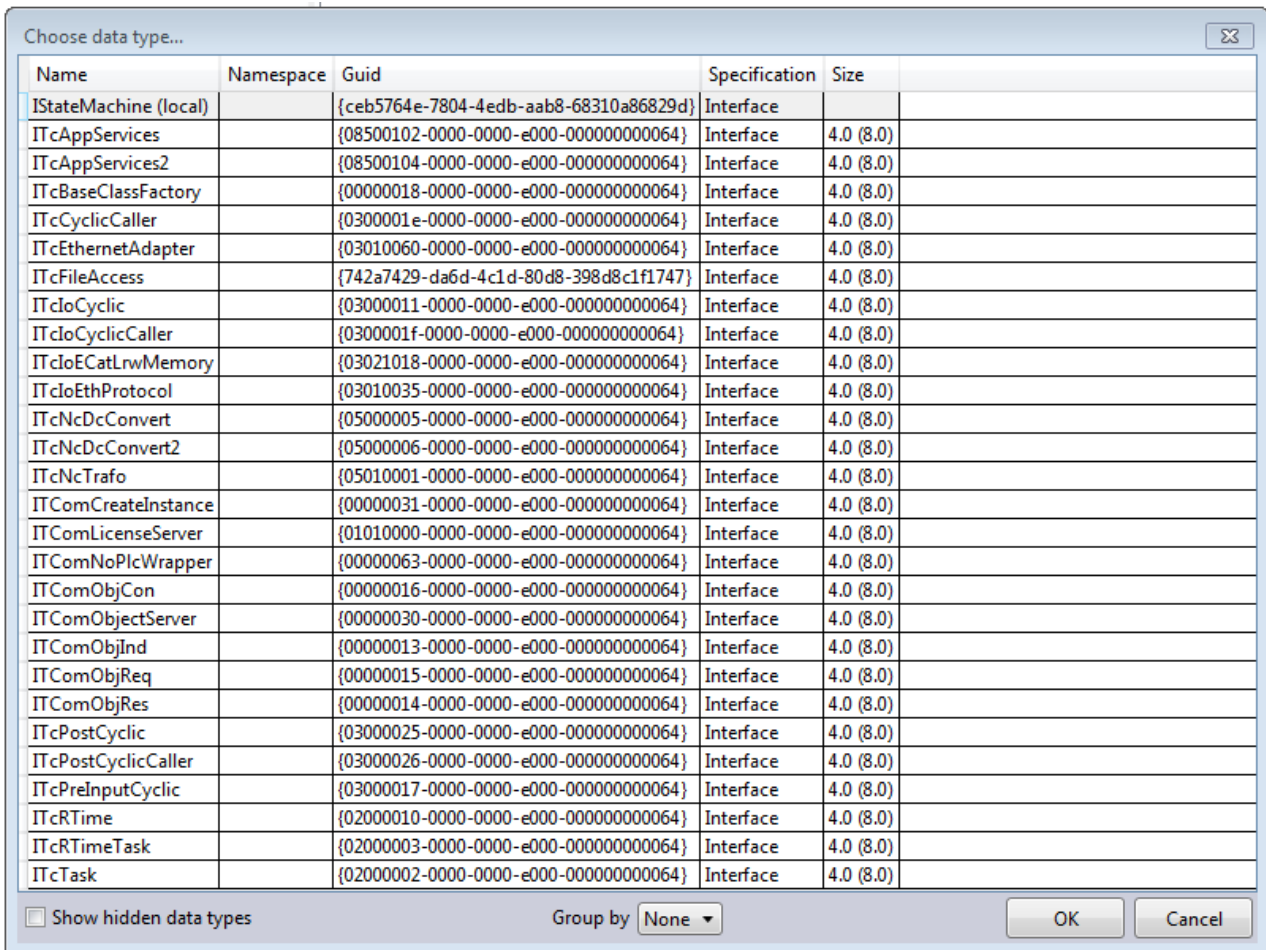 Choose data type...
Name Namespace Guid Specification Size
IStateMachine (local) {ceb5764e-7804-4edb-aab8-68310a86829d} Interface
ITcAppServices {08500102-0000-0000-e000-000000000064} Interface 4.0 (8.0)
ITcAppServices2 {08500104-0000-0000-e000-000000000064} Interface 4.0 (8.0)
ITcBaseClassFactory {00000018-0000-0000-e000-000000000064} Interface 4.0 (8.0)
ITcCyclicCaller {0300001e-0000-0000-e000-000000000064} Interface 4.0 (8.0)
ITcEthernetAdapter {03010060-0000-0000-e000-000000000064} Interface 4.0 (8.0)
ITcFileAccess {742a7429-da6d-4c1d-80d8-398d8c1f1747} Interface 4.0 (8.0)
ITcIoCyclic {03000011-0000-0000-e000-000000000064} Interface 4.0 (8.0)
ITcIoCyclicCaller {0300001f-0000-0000-e000-000000000064} Interface 4.0 (8.0)
ITcIoECatLrwMemory {03021018-0000-0000-e000-000000000064} Interface 4.0 (8.0)
ITcIoEthProtocol {03010035-0000-0000-e000-000000000064} Interface 4.0 (8.0)
ITcNcDcConvert {05000005-0000-0000-e000-000000000064} Interface 4.0 (8.0)
ITcNcDcConvert2 {05000006-0000-0000-e000-000000000064} Interface 4.0 (8.0)
ITcNcTrafo {05010001-0000-0000-e000-000000000064} Interface 4.0 (8.0)
ITComCreateInstance {00000031-0000-0000-e000-000000000064} Interface 4.0 (8.0)
ITComLicenseServer {01010000-0000-0000-e000-000000000064} Interface 4.0 (8.0)
ITComNoPlcWrapper {00000063-0000-0000-e000-000000000064} Interface 4.0 (8.0)
ITComObjCon {00000016-0000-0000-e000-000000000064} Interface 4.0 (8.0)
ITComObjectServer {00000030-0000-0000-e000-000000000064} Interface 4.0 (8.0)
ITComObjInd {00000013-0000-0000-e000-000000000064} Interface 4.0 (8.0)
ITComObjReq {00000015-0000-0000-e000-000000000064} Interface 4.0 (8.0)
ITComObjRes {00000014-0000-0000-e000-000000000064} Interface 4.0 (8.0)
ITcPostCyclic {03000025-0000-0000-e000-000000000064} Interface 4.0 (8.0)
ITcPostCyclicCaller {03000026-0000-0000-e000-000000000064} Interface 4.0 (8.0)
ITcPreInputCyclic {03000017-0000-0000-e000-000000000064} Interface 4.0 (8.0)
ITcRTime {02000010-0000-0000-e000-000000000064} Interface 4.0 (8.0)
ITcRTimeTask {02000003-0000-0000-e000-000000000064} Interface 4.0 (8.0)
ITcTask {02000002-0000-0000-e000-000000000064} Interface 4.0 (8.0)
Show hidden data types Group by None OK Cancel